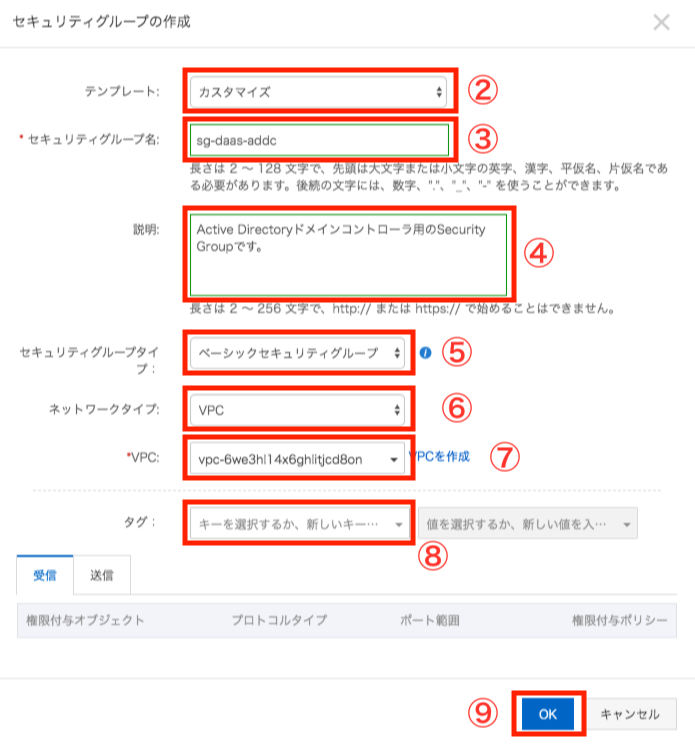 セキュリティグループの作成
テンプレート: カスタマイズ ②
* セキュリティグループ名: sg-daas-addc ③
長さは 2 ～ 128 文字で、先頭は大文字または小文字の英字、漢字、平仮名、片仮名であ
る必要があります。後続の文字には、数字、"."、"_"、"-" を使うことができます。
説明: Active Directoryドメインコントローラ用のSecurity
Groupです。
④
長さは 2 ～ 256 文字で、http:// または https:// で始めることはできません。
セキュリティグループタイ
プ： ベーシックセキュリティグループ ⑤
ネットワークタイプ: VPC ⑥
*VPC: vpc-6we3hl14x6ghlitjcd8on VPCを作成 ⑦
タグ： キーを選択するか、新しいキー… 値を選択するか、新しい値を入…
⑧
受信 送信
権限付与オブジェクト プロトコルタイプ ポート範囲 権限付与ポリシー
⑨ OK キャンセル